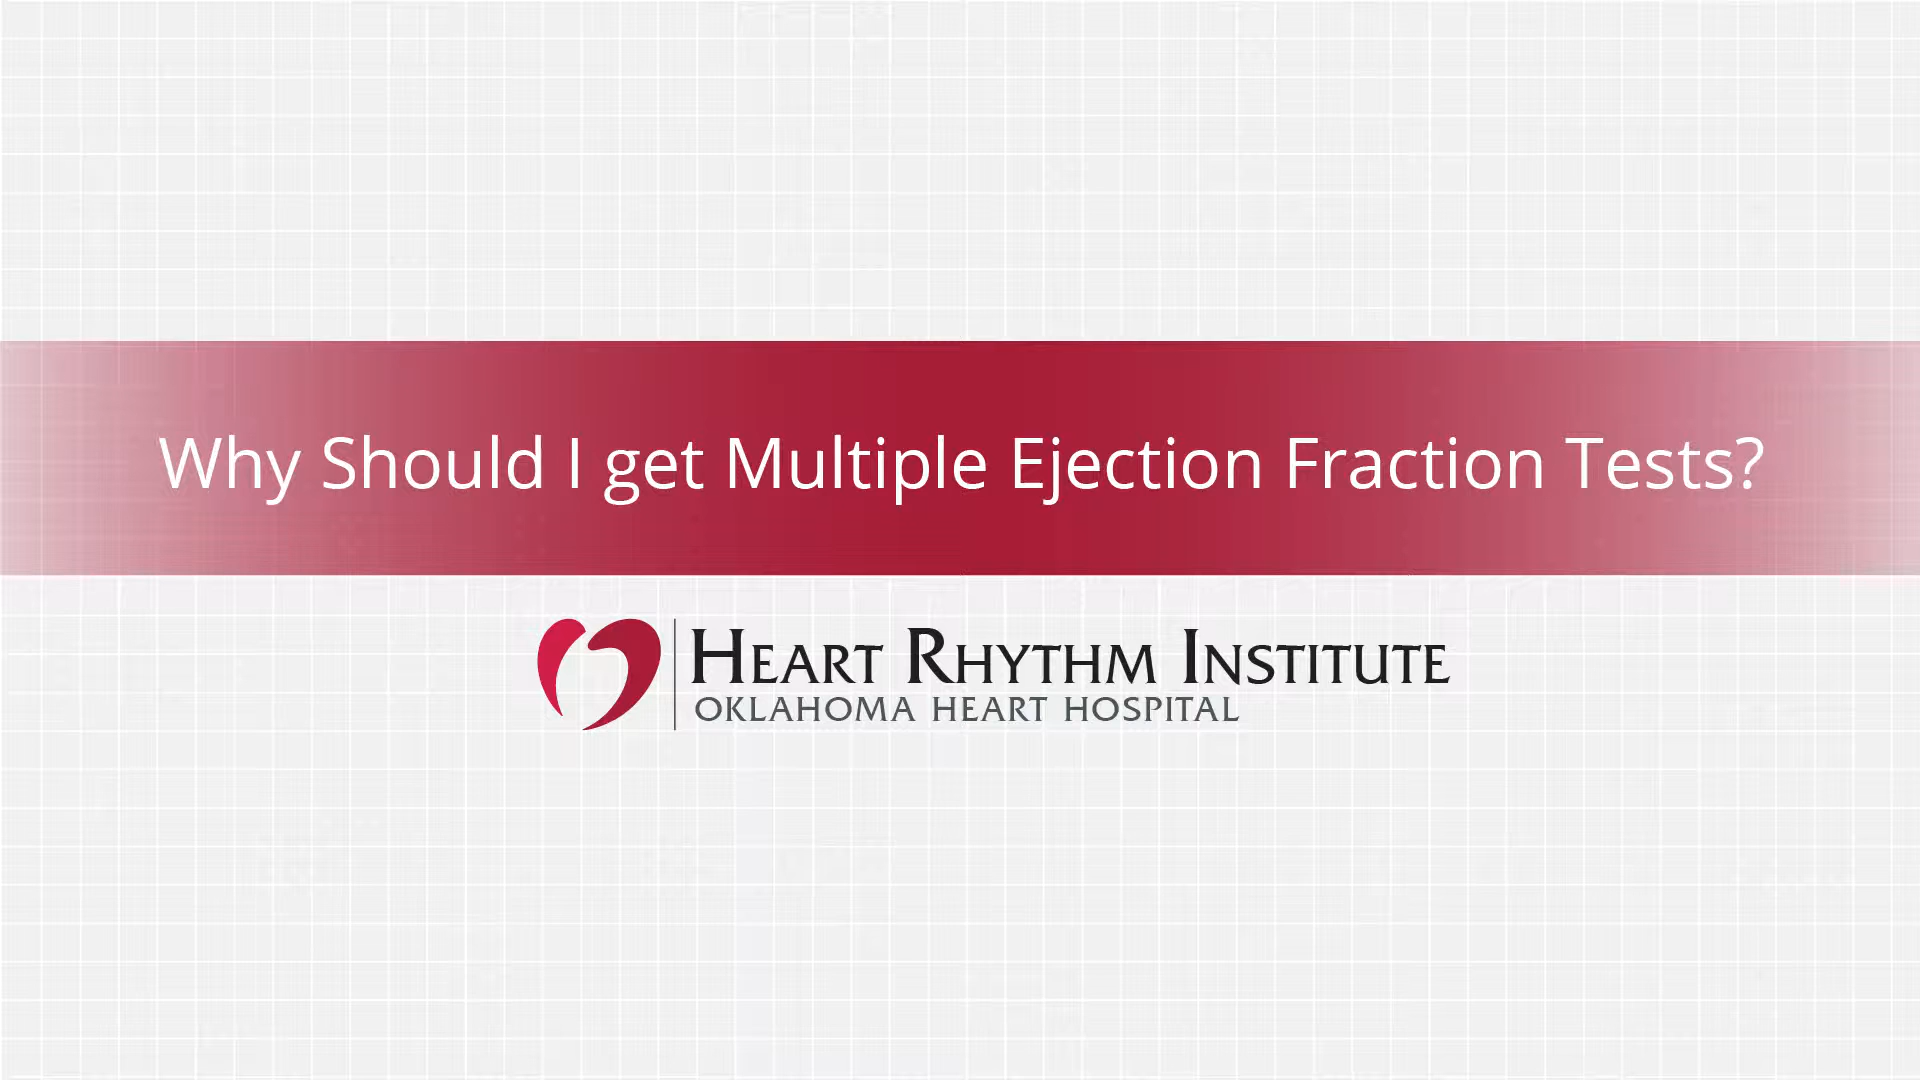 Why Should I get Multiple Ejection Fraction Tests?
HEART RHYTHM INSTITUTE
OKLAHOMA HEART HOSPITAL